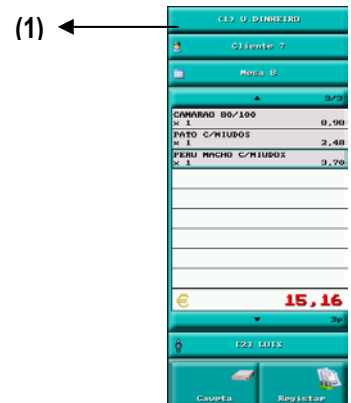 (1)
(1) V.DINHEIRO
Cliente ?
Mesa 8
3/3
CAMARAO 80/100
x 1 8,98
PATO C/MIUDOS
x 1 2,48
PERU MACHO C/MIUDOS
x 1 3,70
€ 15,16
3p
(2) LUIS
Gaveta Registar